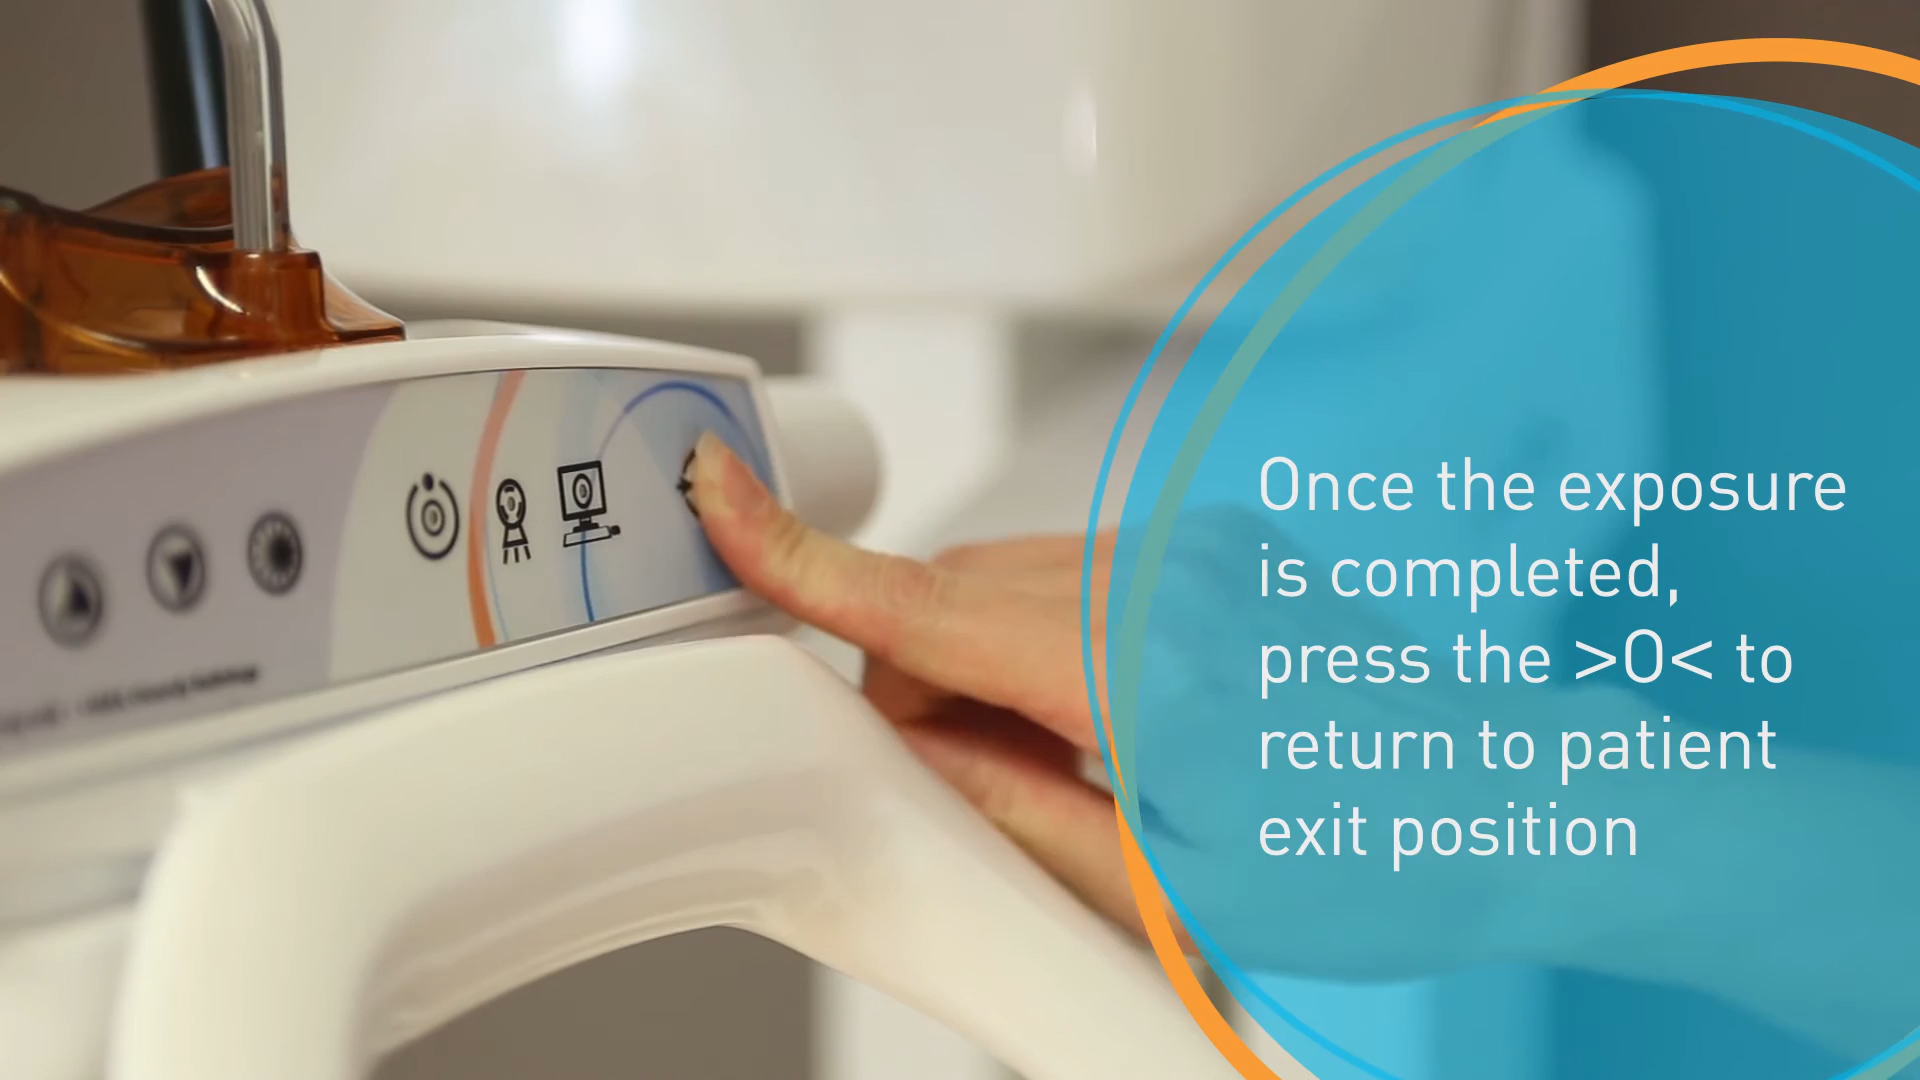 Once the exposure
is completed,
press the >O< to
return to patient
exit position